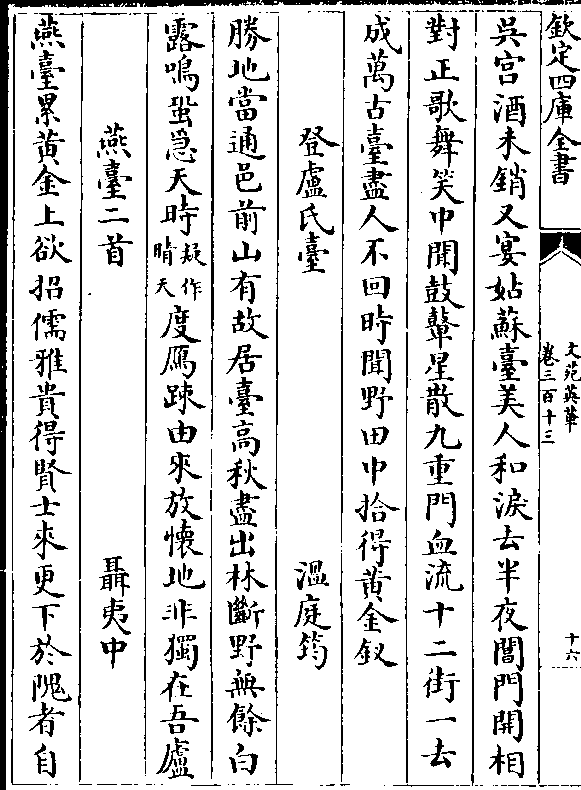 欽定四庫全書
文苑英華
卷三百十三
十六
吳宫酒未銷又宴姑蘇臺美人和淚去半夜閶門開相
對正歌舞笑中聞鼓鼙星散九重門血流十二街一去
成萬古臺盡人不回時聞野田中拾得黄金釵
登盧氏臺 溫庭筠
勝地當通邑前山有故居臺高秋盡出林斷野無餘白
露鳴蛩急天時疑作晴天度鴈踈由來放懷地非獨在吾廬
燕臺二首 聶夷中
燕臺累黄金上欲招儒雅貴得賢士來更下於隗者自